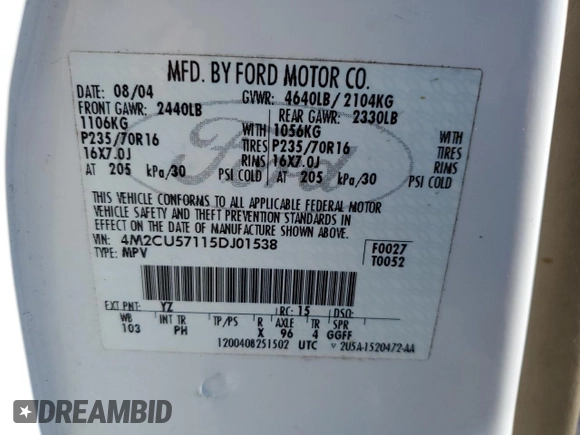 MFD. BY FORD MOTOR CO.
DATE: 08/04 GVWR: 4640LB/ 2104KG
FRONT GAWR: 2440LB REAR GAWR: 2330LB
1106KG WITH 1056KG WITH
P235/70R16 TIRES P235/70R16 TIRES
16X7.0J RIMS 16X7.0J RIMS
AT 205 kPa/30 PSI COLD AT 205 kPa/30 PSI COLD
Ford
THIS VEHICLE CONFORMS TO ALL APPLICABLE FEDERAL MOTOR
VEHICLE SAFETY AND THEFT PREVENTION STANDARDS IN
EFFECT ON THE DATE OF MANUFACTURE SHOWN ABOVE.
VIN: 4M2CU57115DJ01538 F0027
TYPE: MPV T0052
EXT PNT: YZ RC: 15 DSO:
WB INT TR TP/PS R AXLE TR SPR
103 PH X 96 4 GGFF
1200408251502 UTC ▽ 2U5A-1520472-AA
DREAMBID